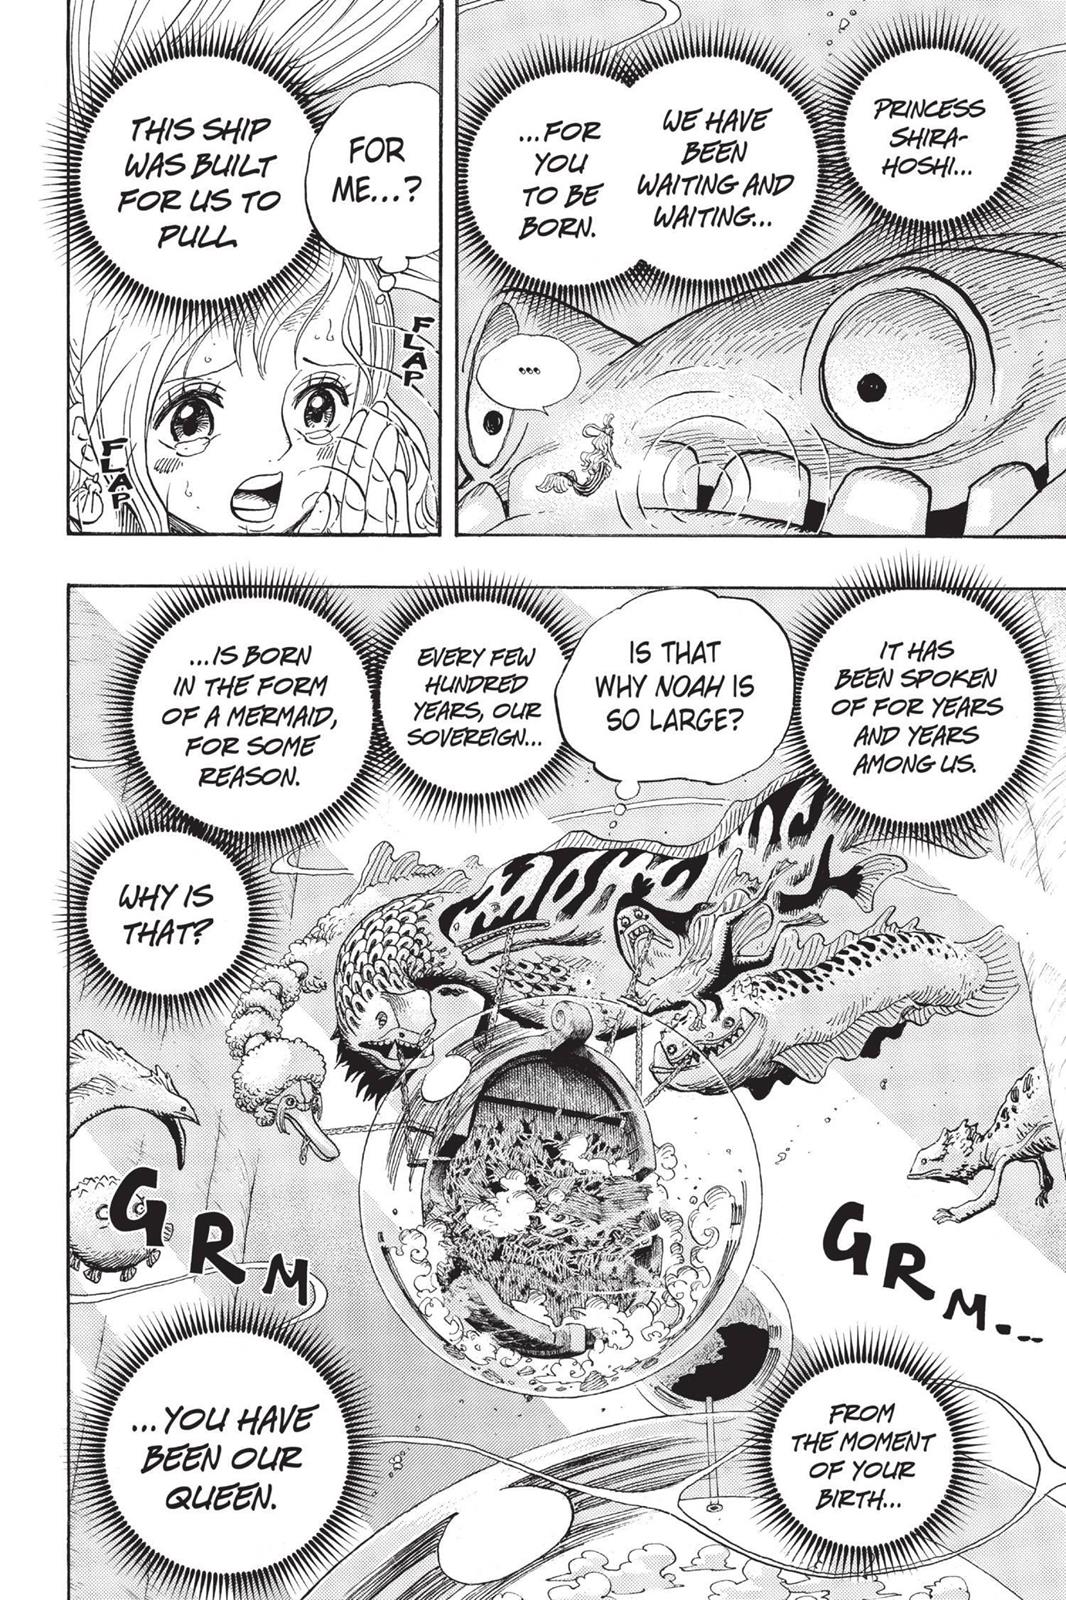 PRINCESS
SHIRA-
HOSHI...
WE HAVE
BEEN
WAITING AND
WAITING...
...FOR
YOU
TO BE
BORN.
...
FOR
ME...?
THIS SHIP
WAS BUILT
FOR US TO
PULL.
FLAP
FLAP
IT HAS
BEEN SPOKEN
OF FOR YEARS
AND YEARS
AMONG US.
IS THAT
WHY NOAH IS
SO LARGE?
EVERY FEW
HUNDRED
YEARS, OUR
SOVEREIGN...
...IS BORN
IN THE FORM
OF A MERMAID,
FOR SOME
REASON.
WHY IS
THAT?
GRM
GRM...
FROM
THE MOMENT
OF YOUR
BIRTH...
...YOU HAVE
BEEN OUR
QUEEN.